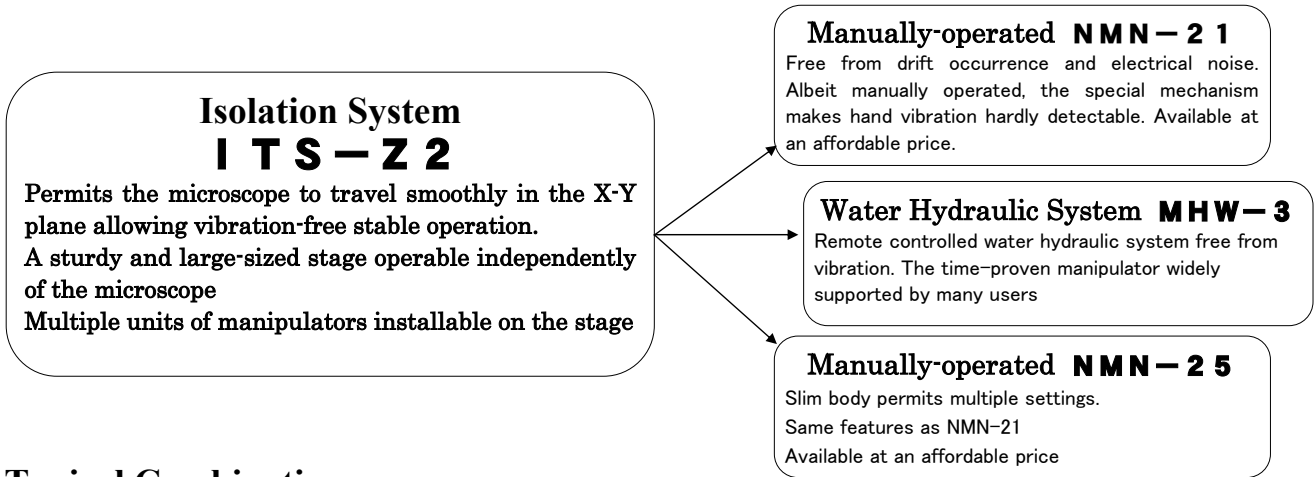 Isolation System
ITS－Z2
Permits the microscope to travel smoothly in the X-Y
plane allowing vibration-free stable operation.
A sturdy and large-sized stage operable independently
of the microscope
Multiple units of manipulators installable on the stage
Manually-operated NMN－21
Free from drift occurrence and electrical noise.
Albeit manually operated, the special mechanism
makes hand vibration hardly detectable. Available at
an affordable price.
Water Hydraulic System MHW－3
Remote controlled water hydraulic system free from
vibration. The time-proven manipulator widely
supported by many users
Manually-operated NMN－25
Slim body permits multiple settings.
Same features as NMN-21
Available at an affordable price